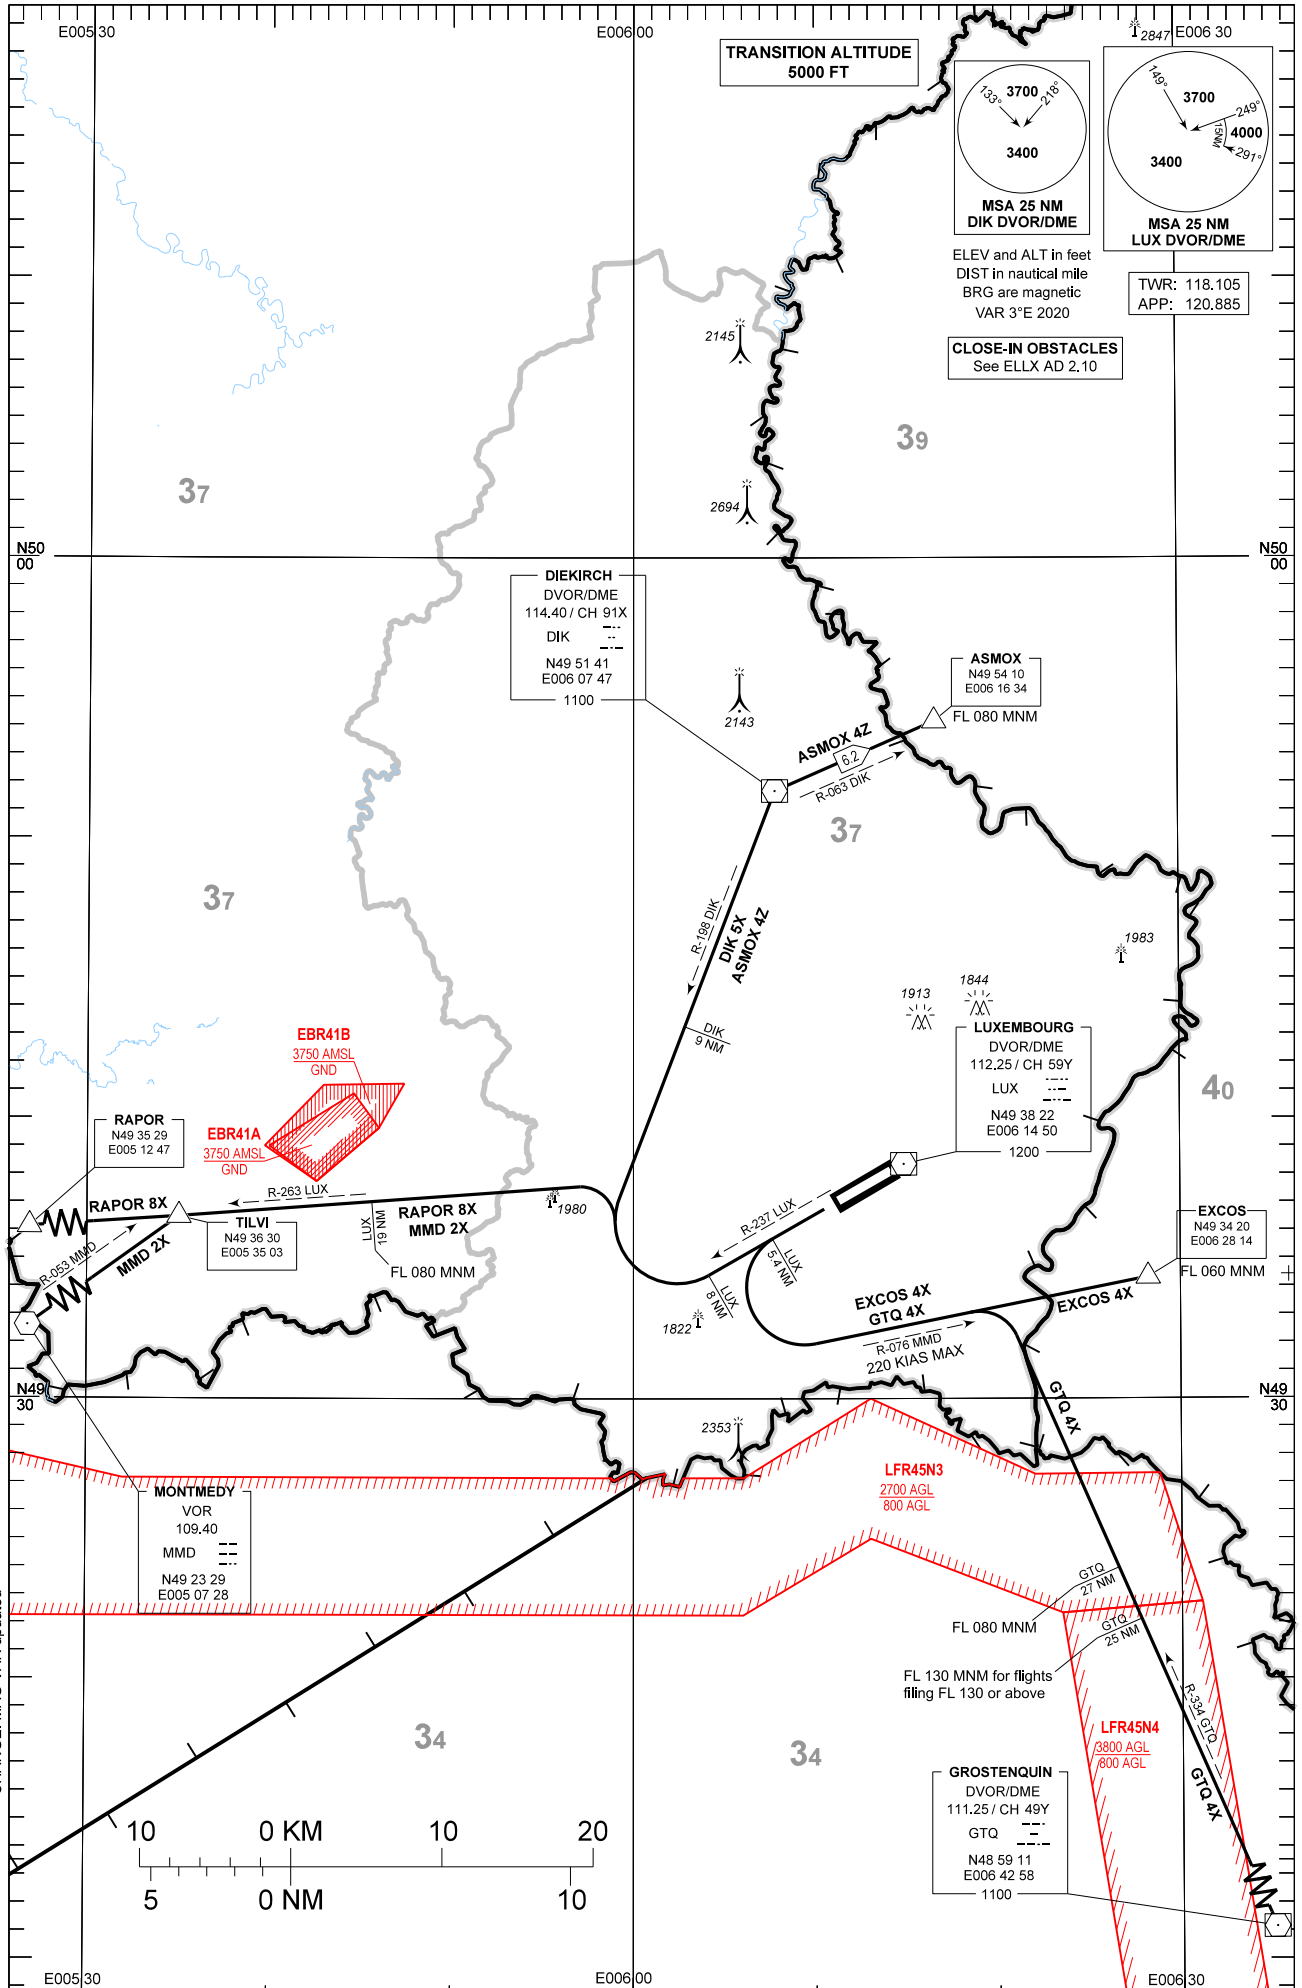 E005 30
E006 00
2847
E006 30
TRANSITION ALTITUDE
5000 FT
133°
3700
218°
3400
MSA 25 NM
DIK DVOR/DME
149°
3700
249°
15NM
4000
291°
3400
MSA 25 NM
LUX DVOR/DME
ELEV and ALT in feet
DIST in nautical mile
BRG are magnetic
VAR 3°E 2020
TWR: 118.105
APP: 120.885
CLOSE-IN OBSTACLES
See ELLX AD 2.10
2145
39
37
2694
N50
00
N50
00
DIEKIRCH
DVOR/DME
114.40 / CH 91X
DIK
N49 51 41
E006 07 47
1100
ASMOX
N49 54 10
E006 16 34
FL 080 MNM
2143
ASMOX 4Z
6.2
R-063 DIK
37
37
R-198 DIK
DIK 5X
ASMOX 4Z
DIK
9 NM
1983
1913
1844
LUXEMBOURG
DVOR/DME
112.25 / CH 59Y
LUX
N49 38 22
E006 14 50
1200
40
EBR41B
3750 AMSL
GND
EBR41A
3750 AMSL
GND
RAPOR
N49 35 29
E005 12 47
RAPOR 8X
R-263 LUX
RAPOR 8X
MMD 2X
1980
TILVI
N49 36 30
E005 35 03
LUX
19 NM
FL 080 MNM
R-053 MMD
MMD 2X
R-237 LUX
LUX
5.4 NM
LUX
8 NM
1822
EXCOS
N49 34 20
E006 28 14
FL 060 MNM
EXCOS 4X
GTQ 4X
EXCOS 4X
R-076 MMD
220 KIAS MAX
N49
30
N49
30
GTQ 4X
2353
LFR45N3
2700 AGL
800 AGL
MONTMEDY
VOR
109.40
MMD
N49 23 29
E005 07 28
GTQ
27 NM
FL 080 MNM
GTQ
25 NM
FL 130 MNM for flights
filing FL 130 or above
R-334 GTQ
LFR45N4
3800 AGL
800 AGL
GTQ 4X
34
34
GROSTENQUIN
DVOR/DME
111.25 / CH 49Y
GTQ
N48 59 11
E006 42 58
1100
10 0 KM 10 20
5 0 NM 10
E005 30
E006 00
E006 30